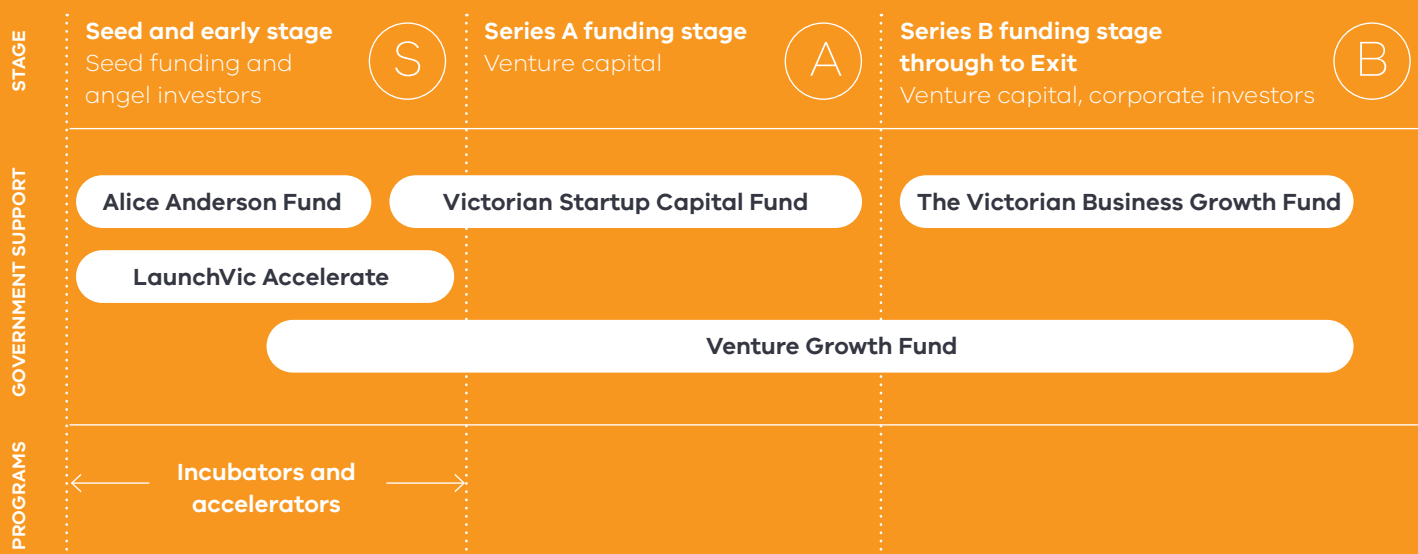 STAGE
Seed and early stage
Seed funding and
angel investors
S
Series A funding stage
Venture capital
A
Series B funding stage
through to Exit
Venture capital, corporate investors
B
GOVERNMENT SUPPORT
Alice Anderson Fund
Victorian Startup Capital Fund
The Victorian Business Growth Fund
LaunchVic Accelerate
Venture Growth Fund
PROGRAMS
Incubators and
accelerators